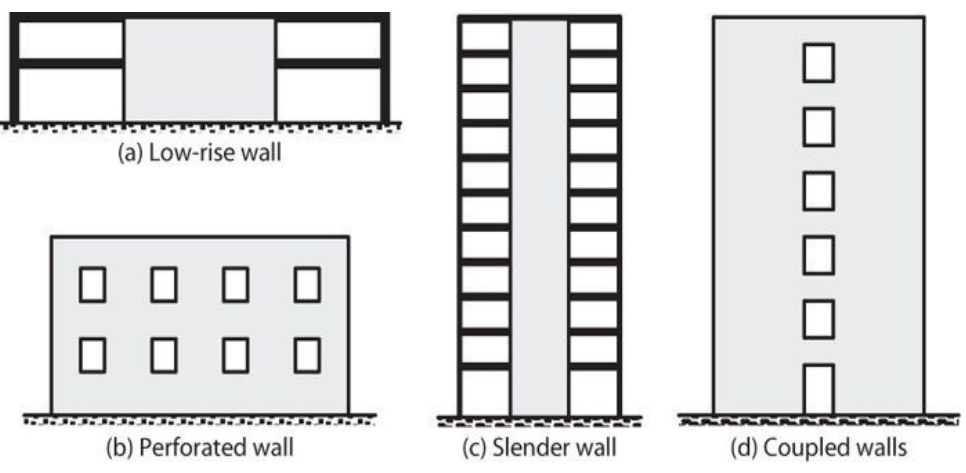 (a) Low-rise wall
(b) Perforated wall
(c) Slender wall
(d) Coupled walls